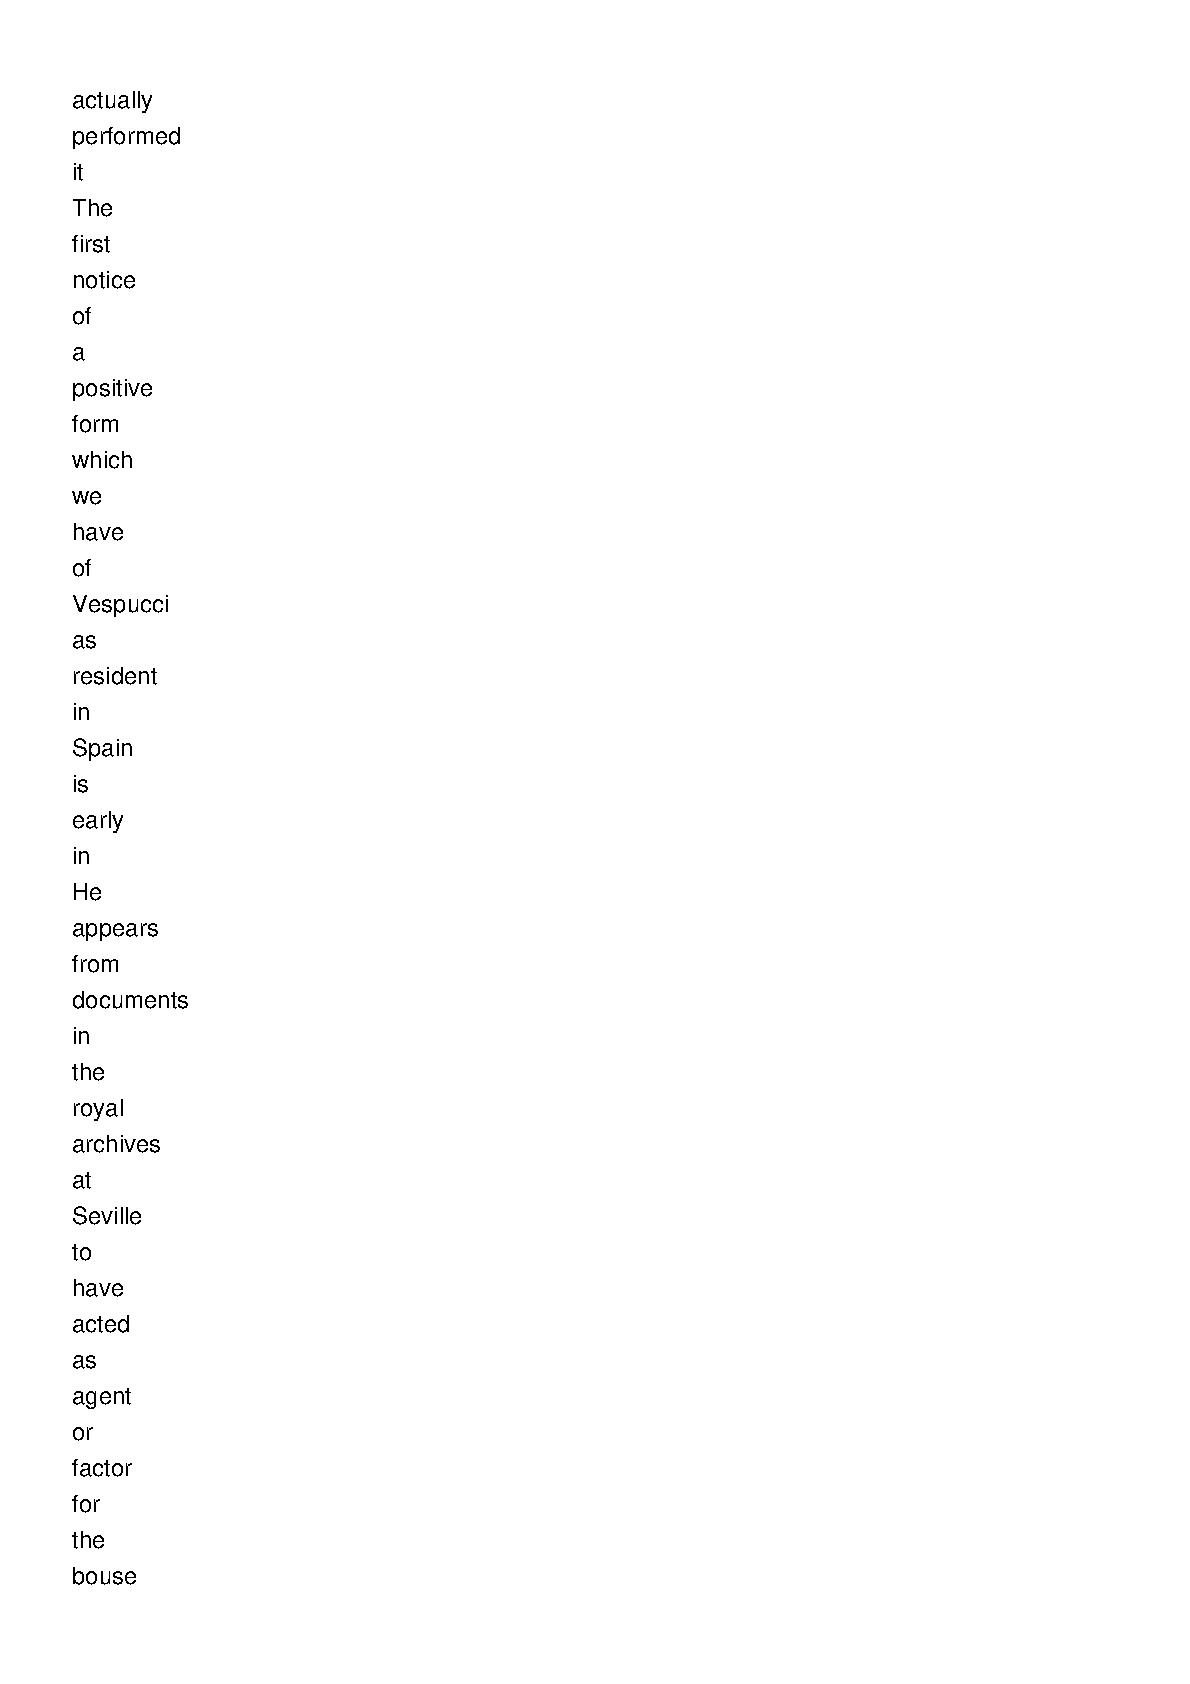 actually
performed
it
The
first
notice
of
a
positive
form
which
we
have
of
Vespucci
as
resident
in
Spain
is
early
in
He
appears
from
documents
in
the
royal
archives
at
Seville
to
have
acted
as
agent
or
factor
for
the
bouse